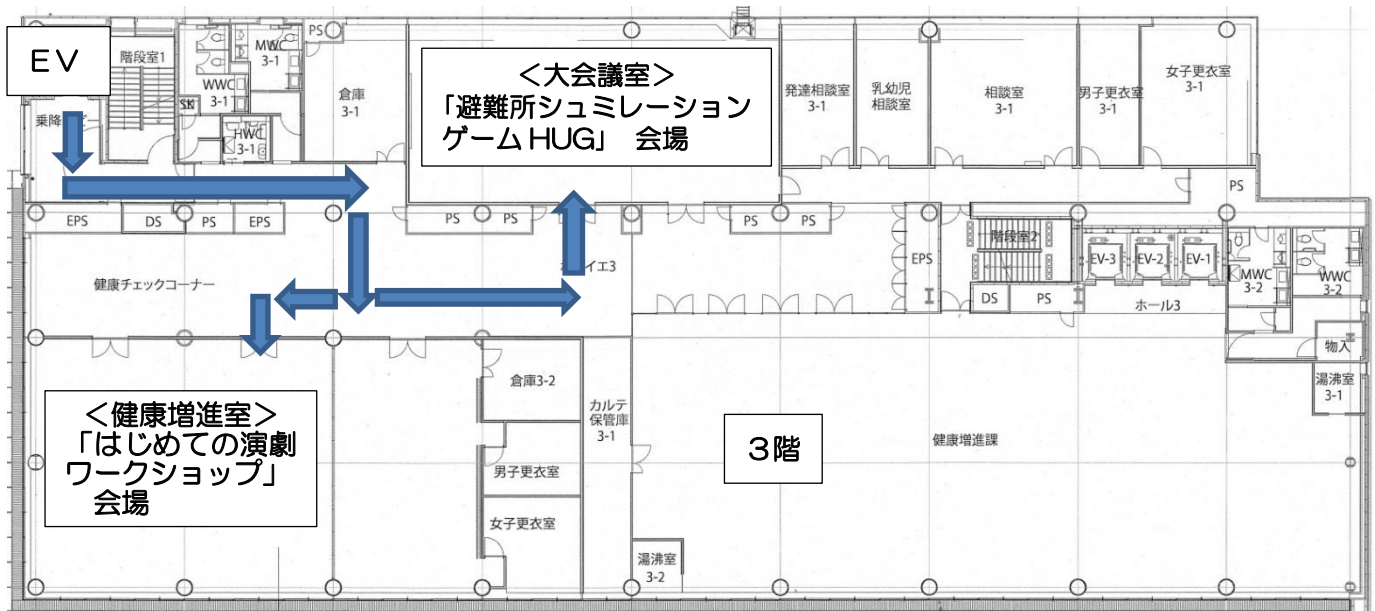 EV
階段室1
乗降
ビー
WWC
3-1
MWC
3-1
SK
HWC
3-1
PS
倉庫
3-1
＜大会議室＞
「避難所シュミレーション
ゲームHUG」 会場
発達相談室
3-1
乳幼児
相談室
相談室
3-1
男子更衣室
3-1
女子更衣室
3-1
PS
EPS
DS
PS
EPS
PS
PS
PS
PS
健康チェックコーナー
イエ3
EPS
階段室2
DS
PS
EV-3
EV-2
EV-1
ホール3
MWC
3-2
WWC
3-2
物入
湯沸室
3-1
＜健康増進室＞
「はじめての演劇
ワークショップ」
会場
倉庫3-2
男子更衣室
女子更衣室
カルテ
保管庫
3-1
3階
健康増進課
湯沸室
3-2